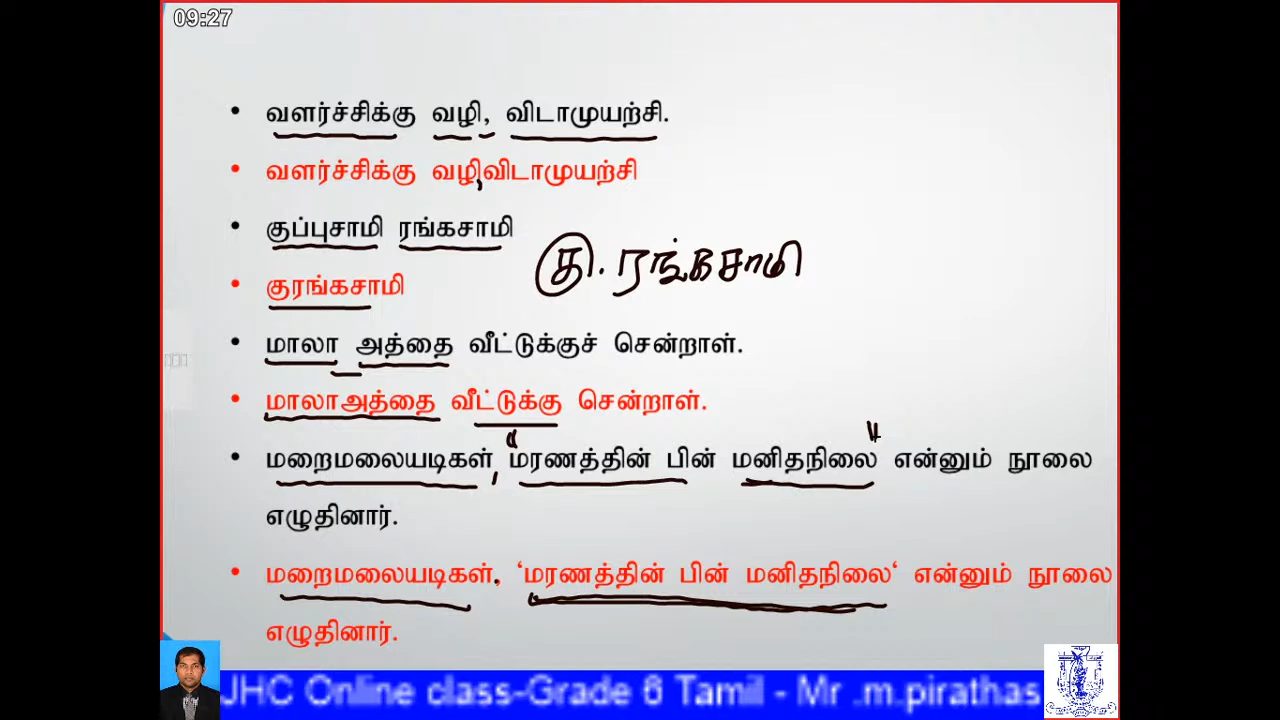 09:27
• வளர்ச்சிக்கு வழி, விடாமுயற்சி.
• வளர்ச்சிக்கு வழி,விடாமுயற்சி
• குப்புசாமி ரங்கசாமி
கு. ரங்கசாமி
• குரங்கசாமி
• மாலா அத்தை வீட்டுக்குச் சென்றாள்.
• மாலாஅத்தை வீட்டுக்கு சென்றாள்.
• மறைமலையடிகள், "மரணத்தின் பின் மனிதநிலை" என்னும் நூலை
எழுதினார்.
• மறைமலையடிகள், ‘மரணத்தின் பின் மனிதநிலை‘ என்னும் நூலை
எழுதினார்.
JHC Online class-Grade 6 Tamil - Mr .m.pirathas